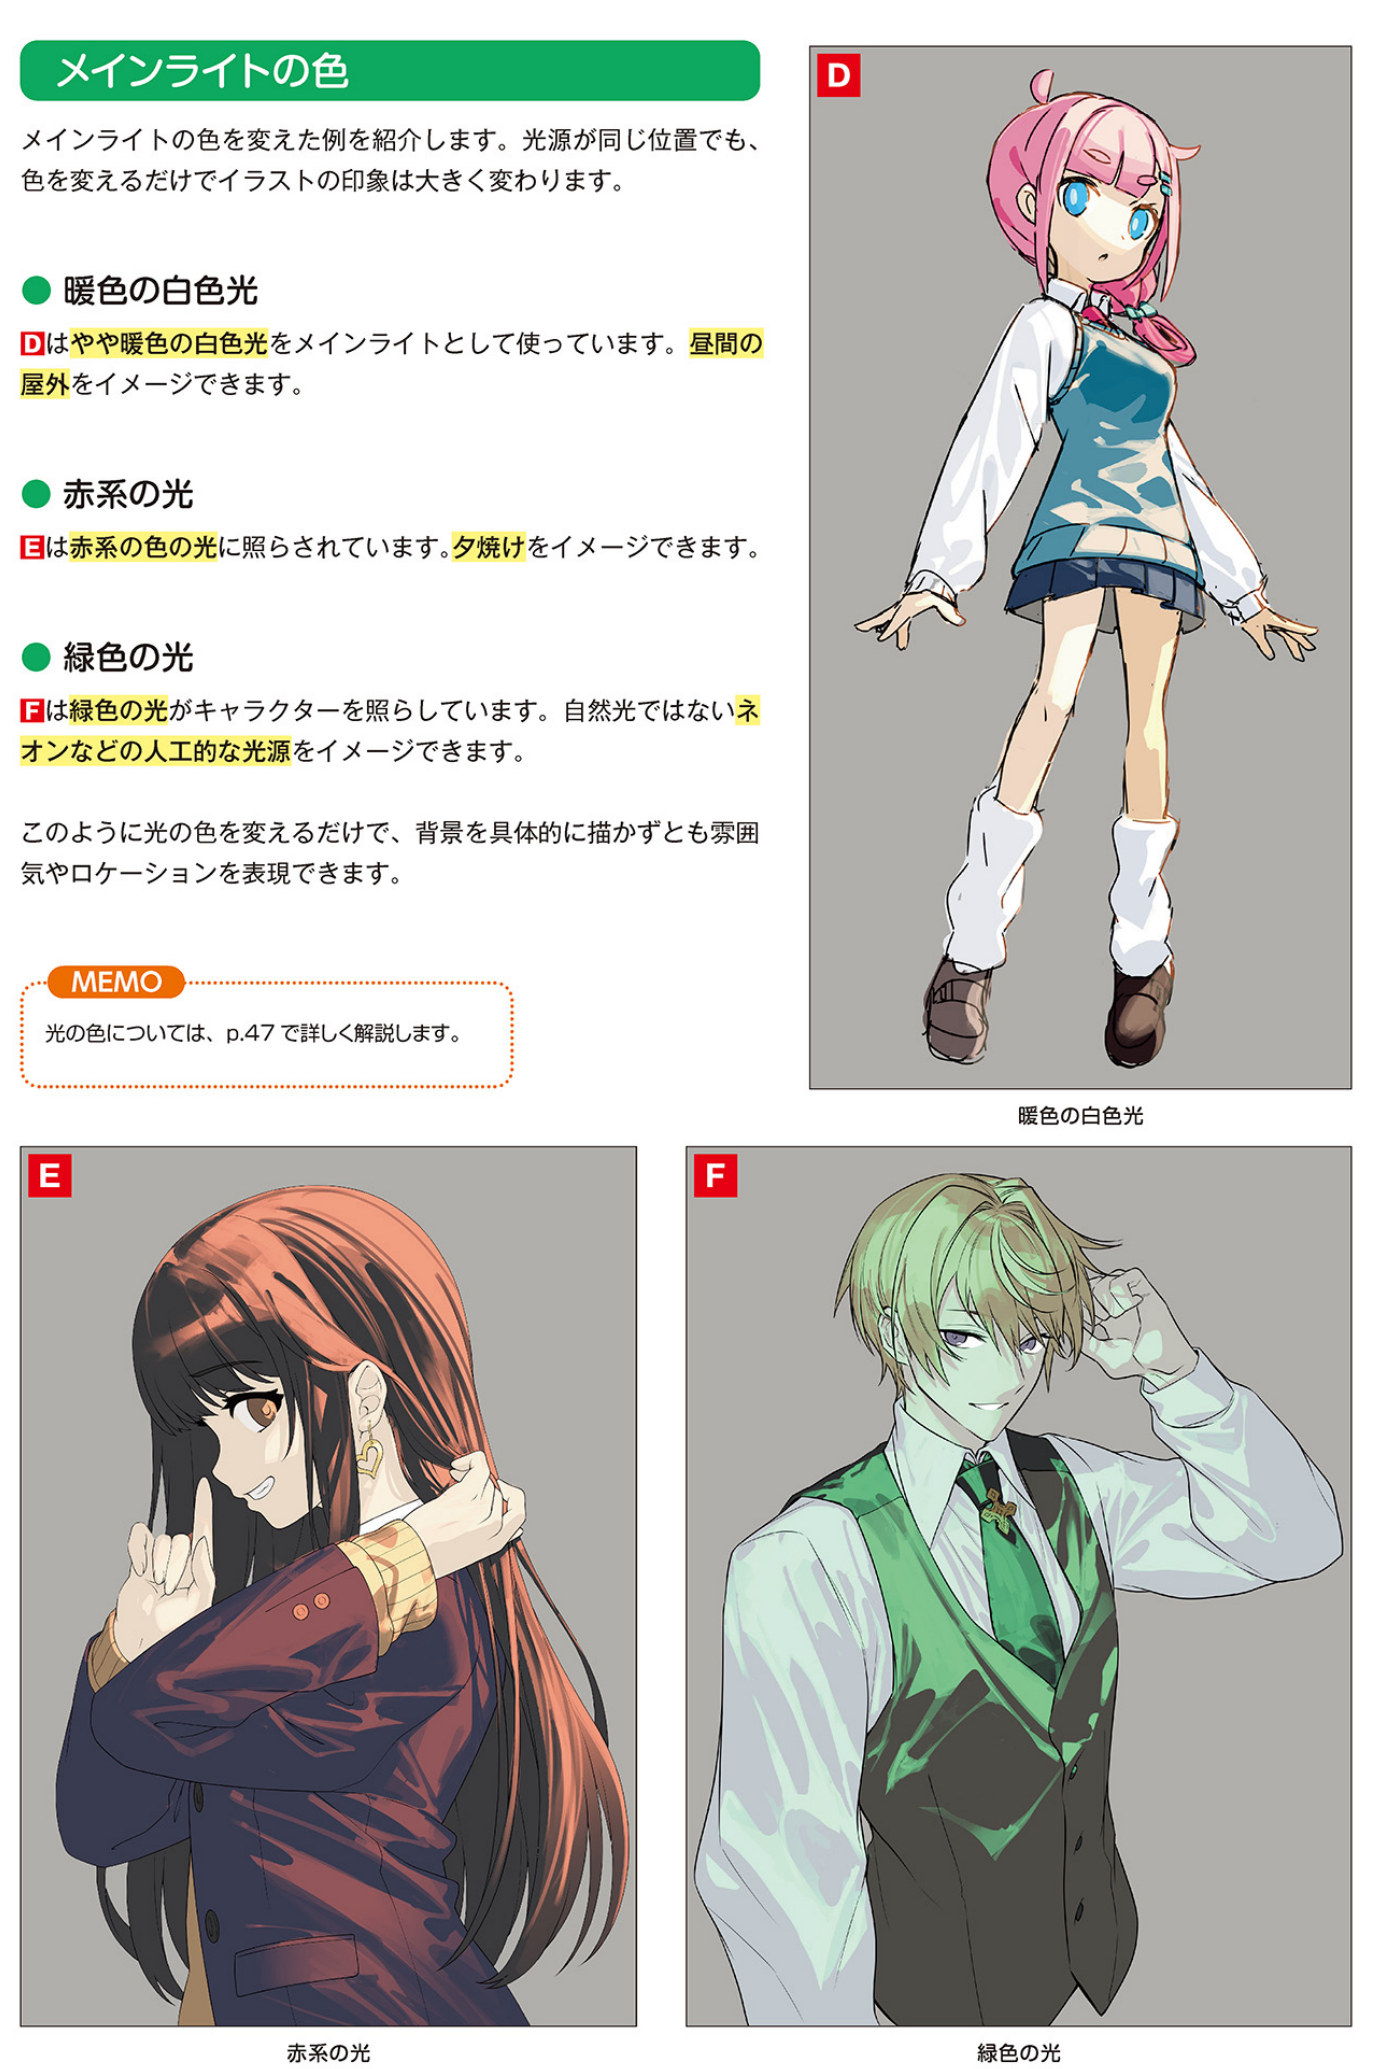 メインライトの色
メインライトの色を変えた例を紹介します。光源が同じ位置でも、
色を変えるだけでイラストの印象は大きく変わります。
● 暖色の白色光
Dはやや暖色の白色光をメインライトとして使っています。昼間の
屋外をイメージできます。
● 赤系の光
Eは赤系の色の光に照らされています。夕焼けをイメージできます。
● 緑色の光
Fは緑色の光がキャラクターを照らしています。自然光ではないネ
オンなどの人工的な光源をイメージできます。
このように光の色を変えるだけで、背景を具体的に描かずとも雰囲
気やロケーションを表現できます。
MEMO
光の色については、p.47 で詳しく解説します。
D
暖色の白色光
E
赤系の光
F
緑色の光